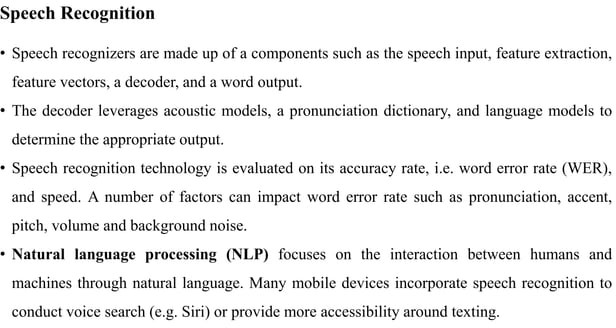 Speech Recognition
• Speech recognizers are made up of a components such as the speech input, feature extraction,
feature vectors, a decoder, and a word output.
• The decoder leverages acoustic models, a pronunciation dictionary, and language models to
determine the appropriate output.
• Speech recognition technology is evaluated on its accuracy rate, i.e. word error rate (WER),
and speed. A number of factors can impact word error rate such as pronunciation, accent,
pitch, volume and background noise.
• Natural language processing (NLP) focuses on the interaction between humans and
machines through natural language. Many mobile devices incorporate speech recognition to
conduct voice search (e.g. Siri) or provide more accessibility around texting.